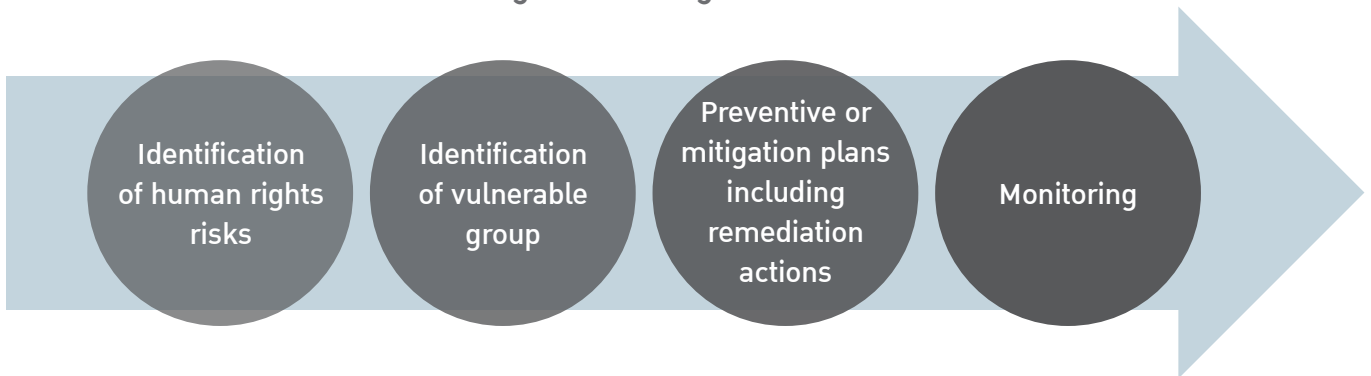 Identification
of human rights
risks
Identification
of vulnerable
group
Preventive or
mitigation plans
including
remediation
actions
Monitoring